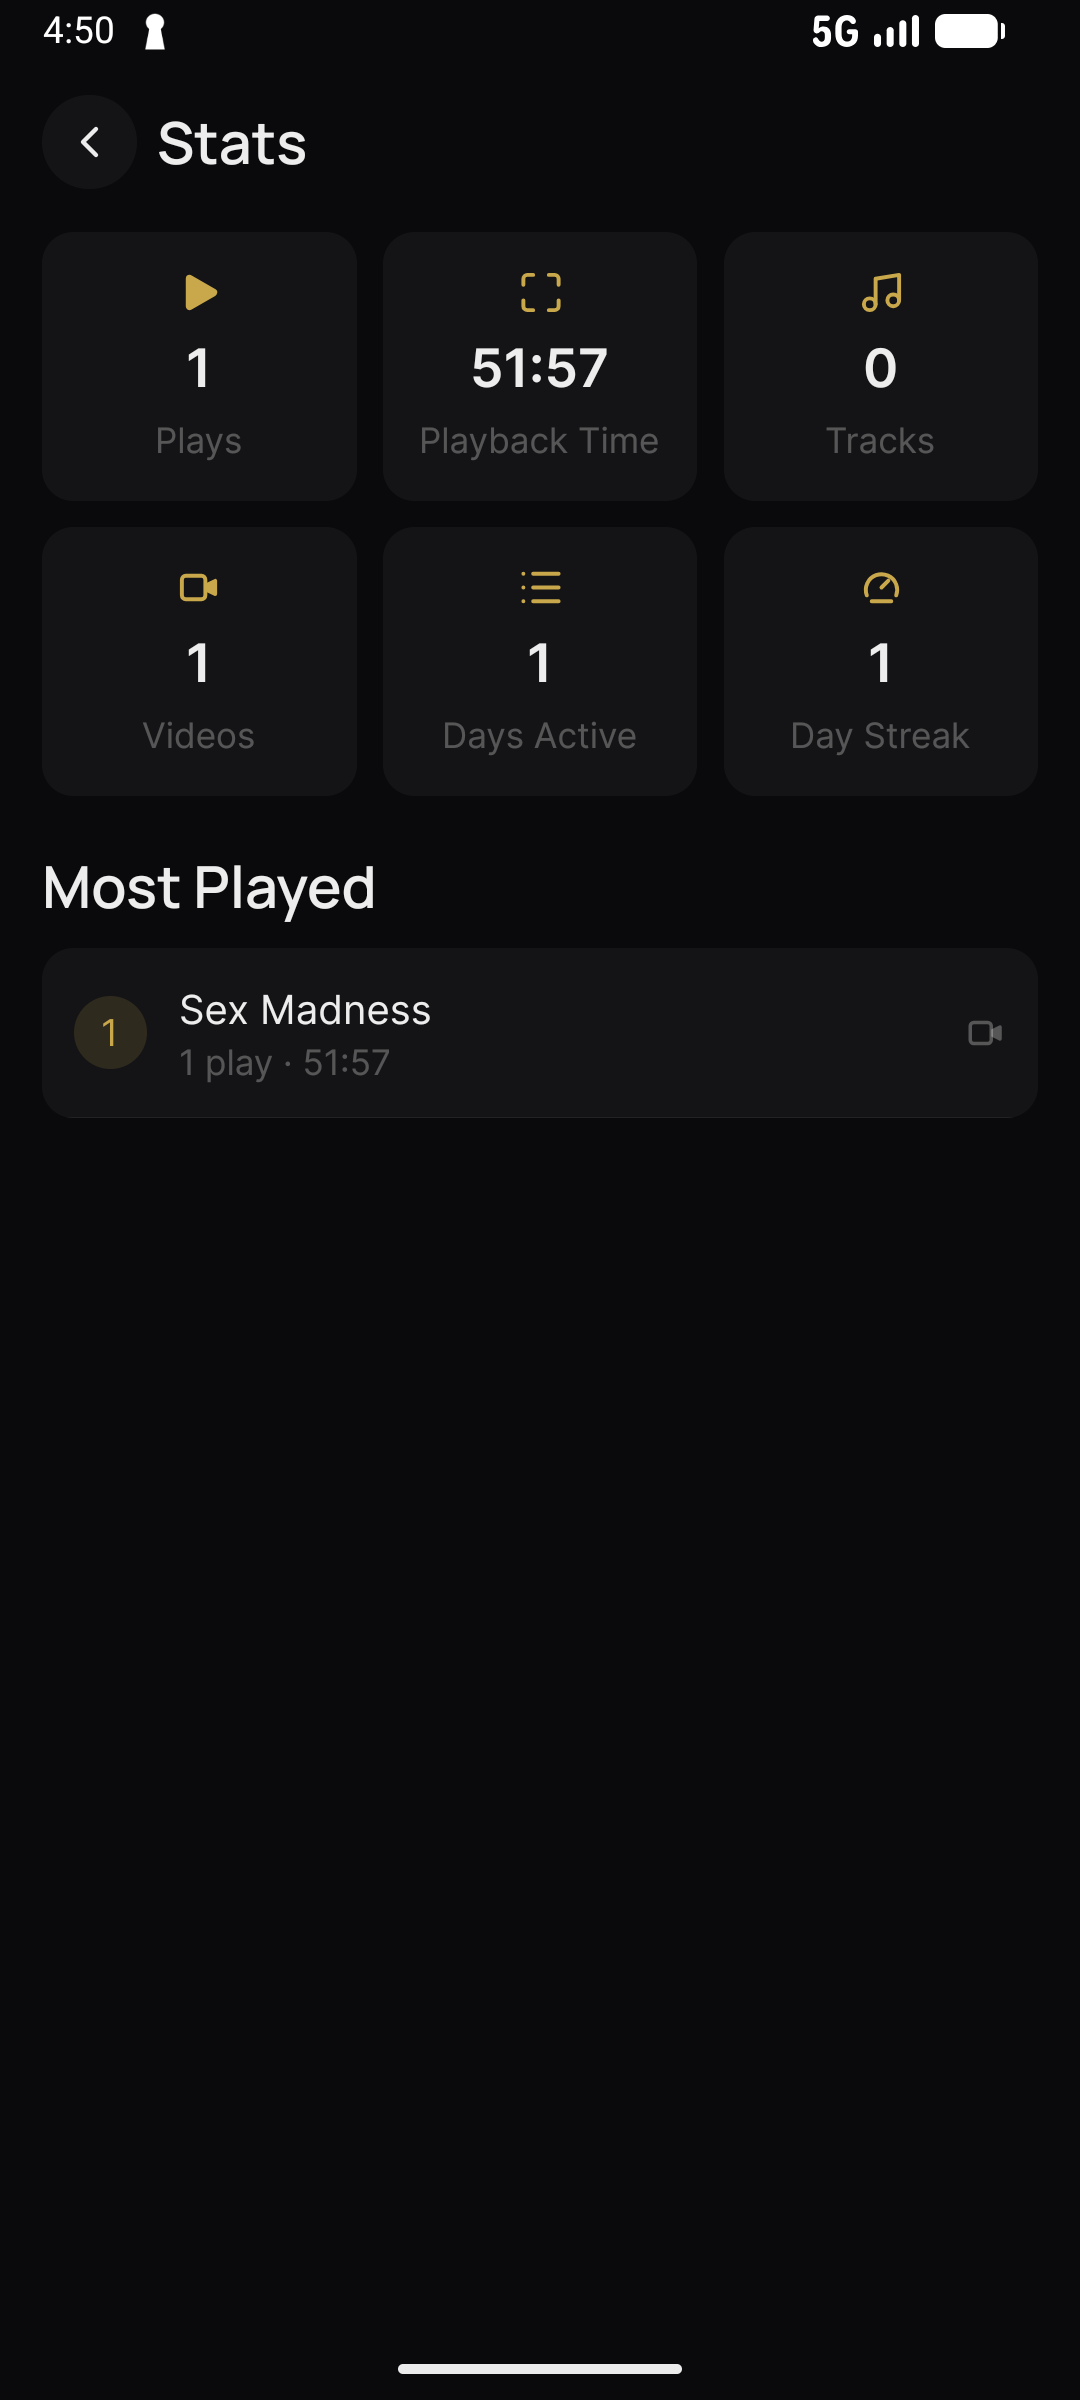 4:50 5G
Stats
1
Plays
51:57
Playback Time
0
Tracks
1
Videos
1
Days Active
1
Day Streak
Most Played
1
Sex Madness
1 play · 51:57